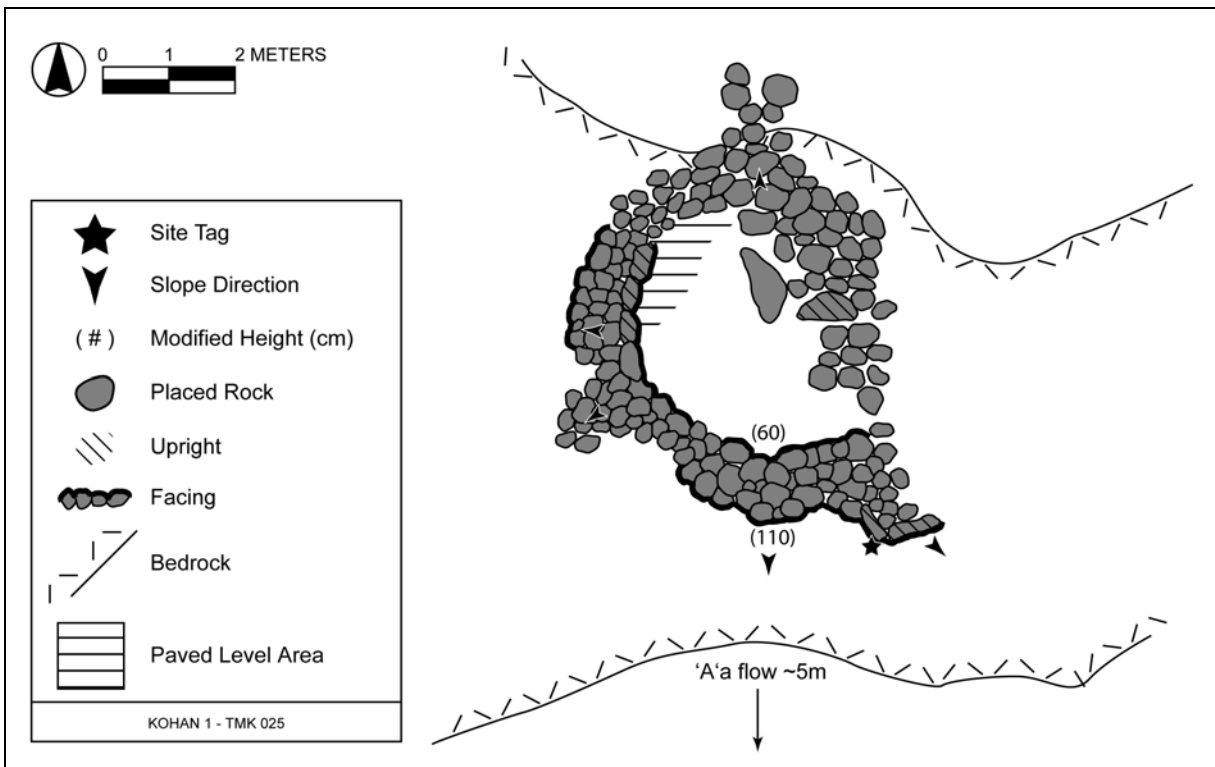 0 1 2 METERS
Site Tag
Slope Direction
( # ) Modified Height (cm)
Placed Rock
Upright
Facing
Bedrock
Paved Level Area
KOHAN 1 - TMK 025
(60)
(110)
‘A‘a flow ~5m